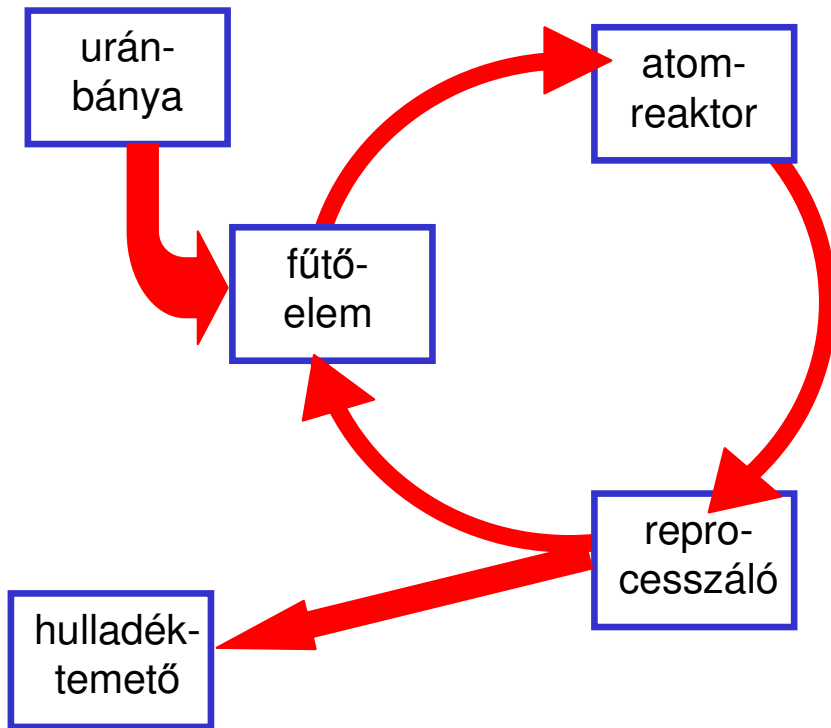 urán-
bánya
atom-
reaktor
fűtő-
elem
repro-
cesszáló
hulladék-
temető